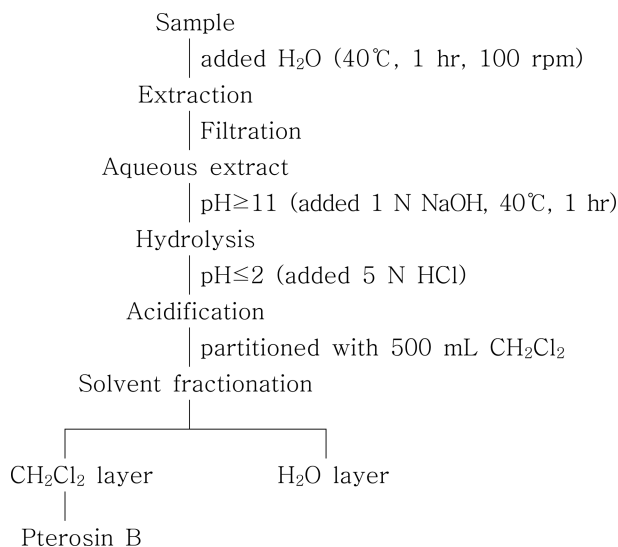 Sample
added H₂O (40℃, 1 hr, 100 rpm)
Extraction
Filtration
Aqueous extract
pH≥11 (added 1 N NaOH, 40℃, 1 hr)
Hydrolysis
pH≤2 (added 5 N HCl)
Acidification
partitioned with 500 mL CH₂Cl₂
Solvent fractionation
CH₂Cl₂ layer
H₂O layer
Pterosin B